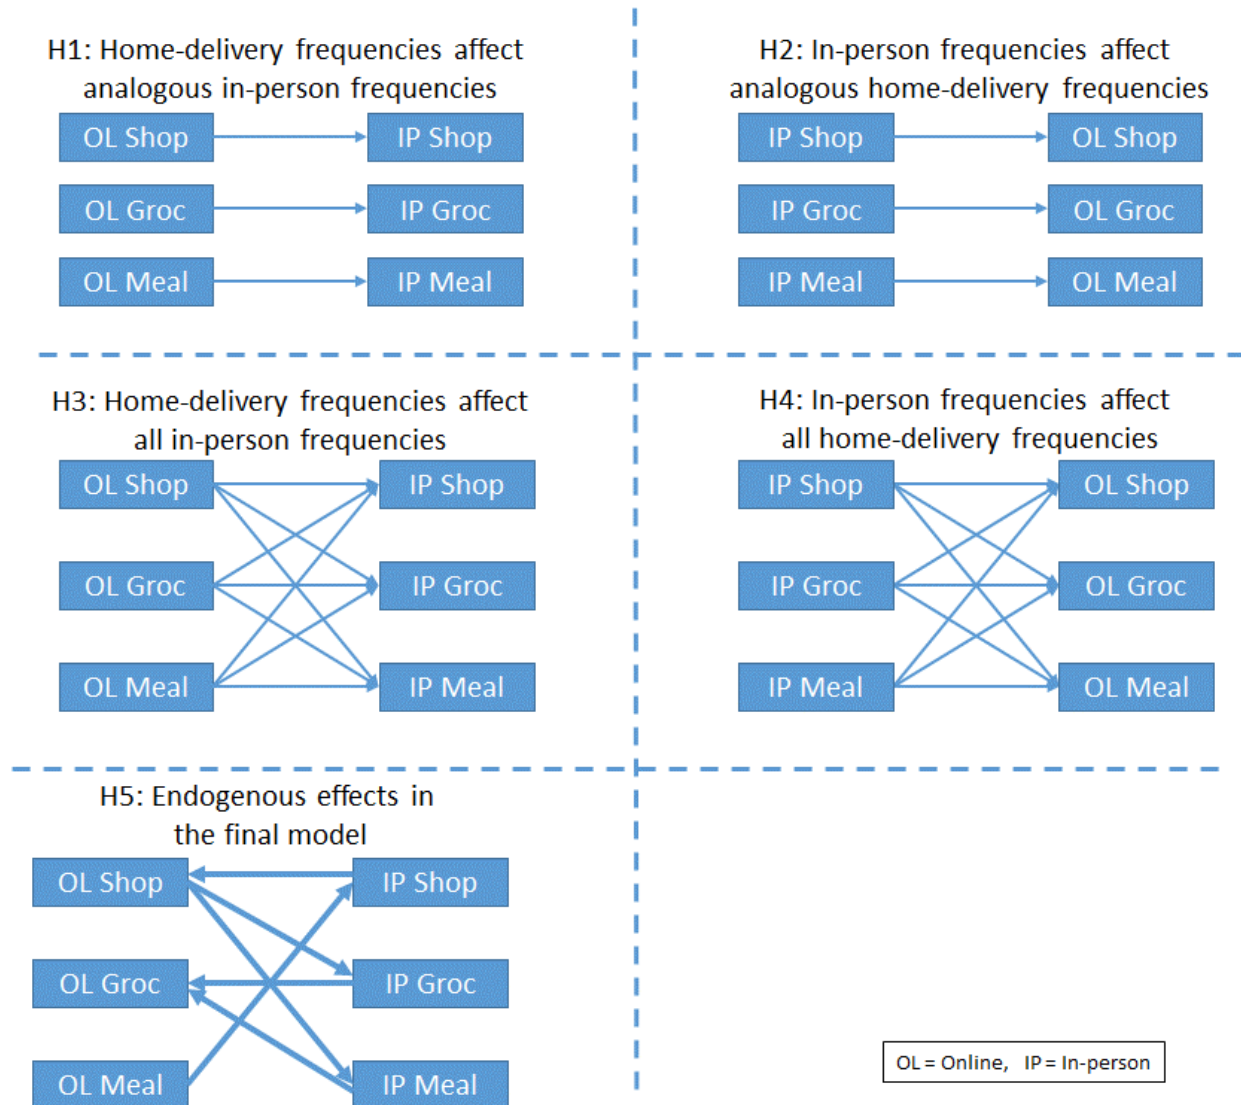 H1: Home-delivery frequencies affect
analogous in-person frequencies
OL Shop
IP Shop
OL Groc
IP Groc
OL Meal
IP Meal
H2: In-person frequencies affect
analogous home-delivery frequencies
IP Shop
OL Shop
IP Groc
OL Groc
IP Meal
OL Meal
H3: Home-delivery frequencies affect
all in-person frequencies
OL Shop
IP Shop
OL Groc
IP Groc
OL Meal
IP Meal
H4: In-person frequencies affect
all home-delivery frequencies
IP Shop
OL Shop
IP Groc
OL Groc
IP Meal
OL Meal
H5: Endogenous effects in
the final model
OL Shop
IP Shop
OL Groc
IP Groc
OL Meal
IP Meal
OL = Online, IP = In-person